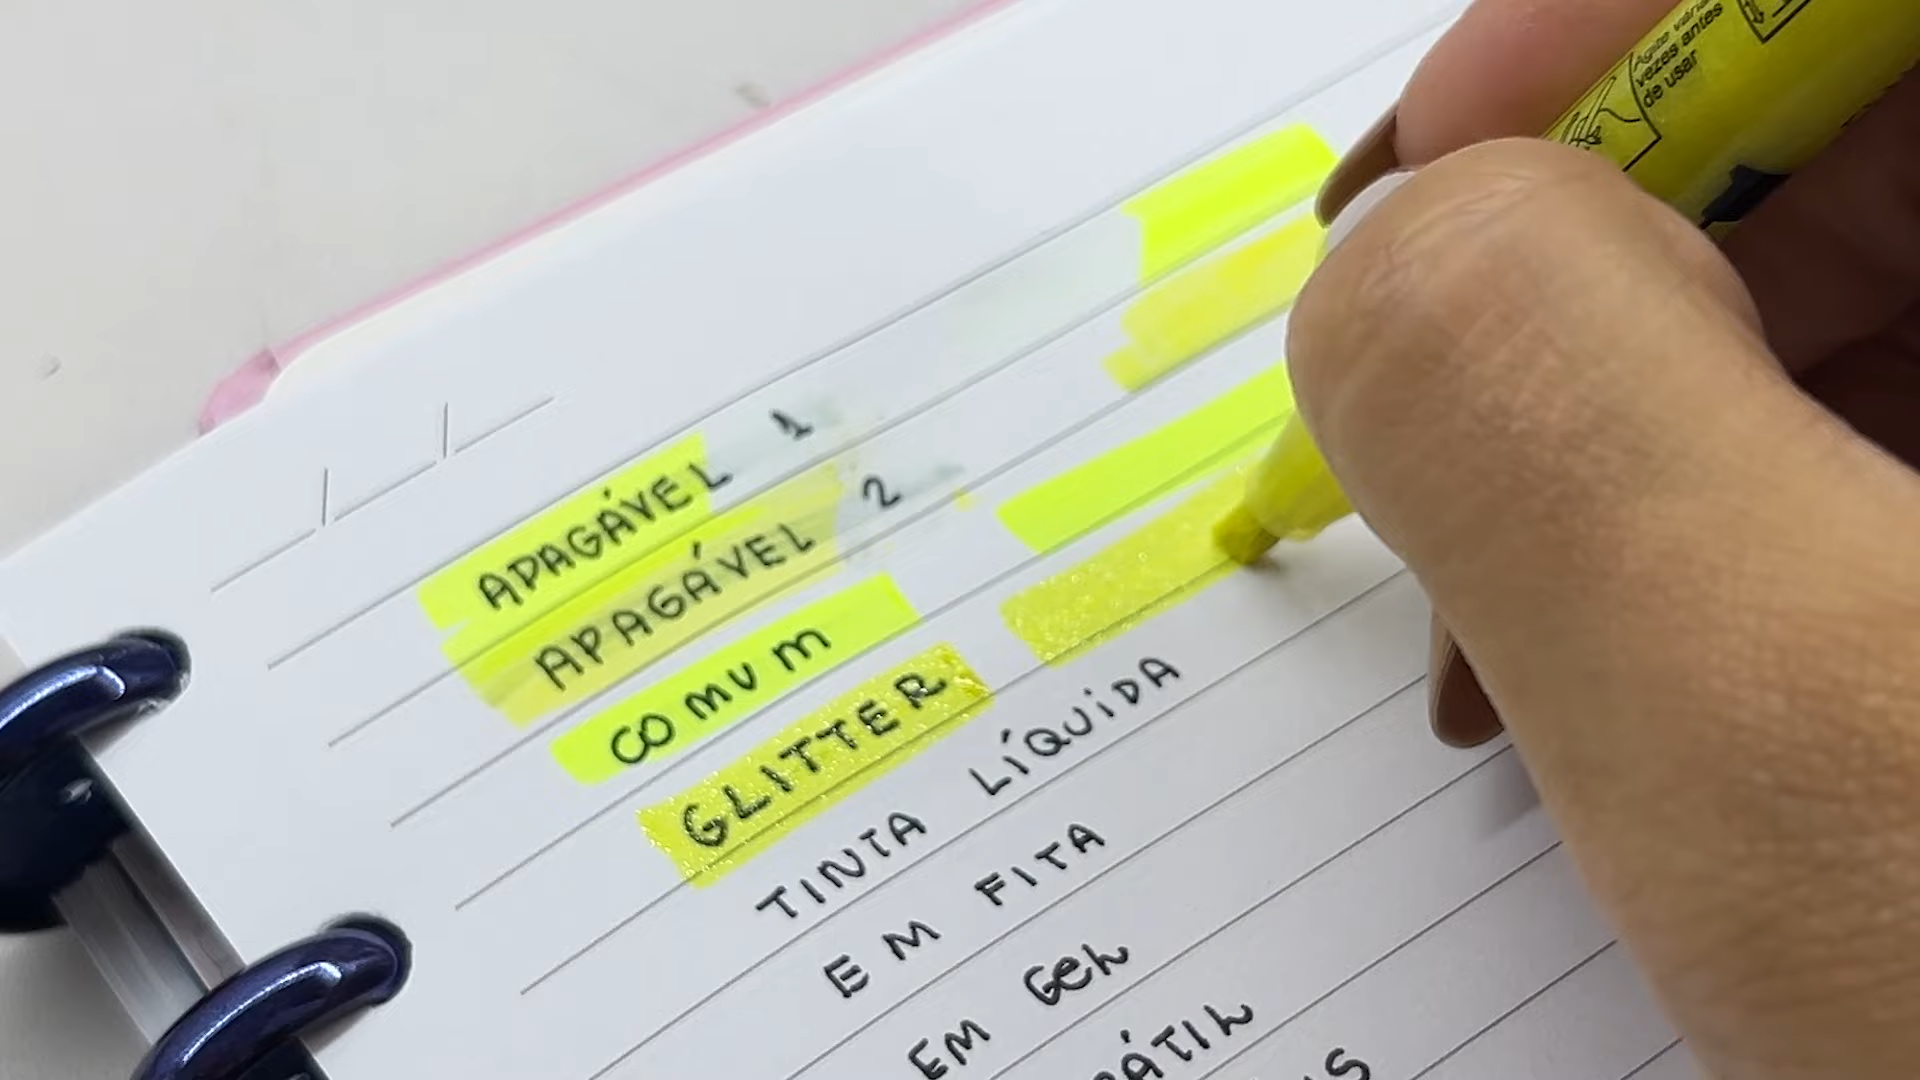 Agite várias
vezes antes
de usar
APAGÁVEL 1
APAGÁVEL 2
COMUM
GLITTER
TINTA LÍQUIDA
EM FITA
EM GEL